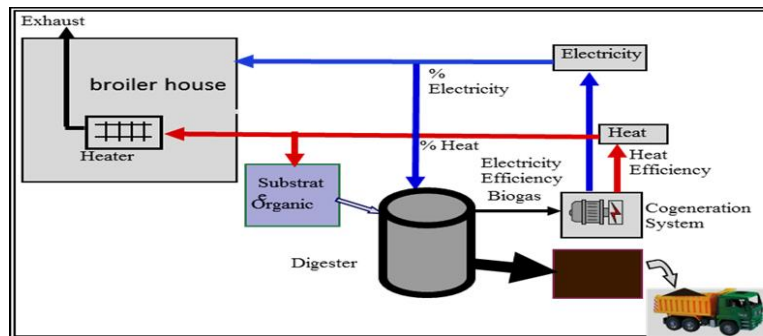 Exhaust
Electricity
%
Electricity
broiler house
Heat
% Heat
Heater
Heat
Efficiency
Electricity
Efficiency
Biogas
Substrat
Organic
Cogeneration
System
Digester